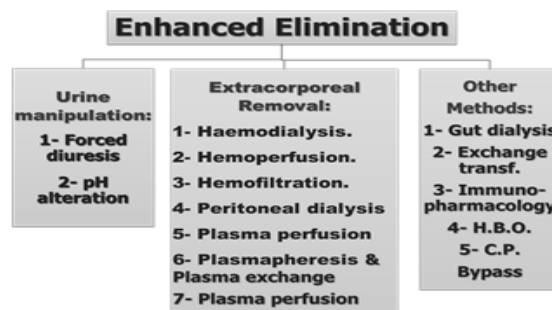 Enhanced Elimination
Urine
manipulation:
1- Forced
diuresis
2- pH
alteration
Extracorporeal
Removal:
1- Haemodialysis.
2- Hemoperfusion.
3- Hemofiltration.
4- Peritoneal dialysis
5- Plasma perfusion
6- Plasmapheresis &
Plasma exchange
7- Plasma perfusion
Other
Methods:
1- Gut dialysis
2- Exchange
transf.
3- Immuno-
pharmacology
4- H.B.O.
5- C.P.
Bypass